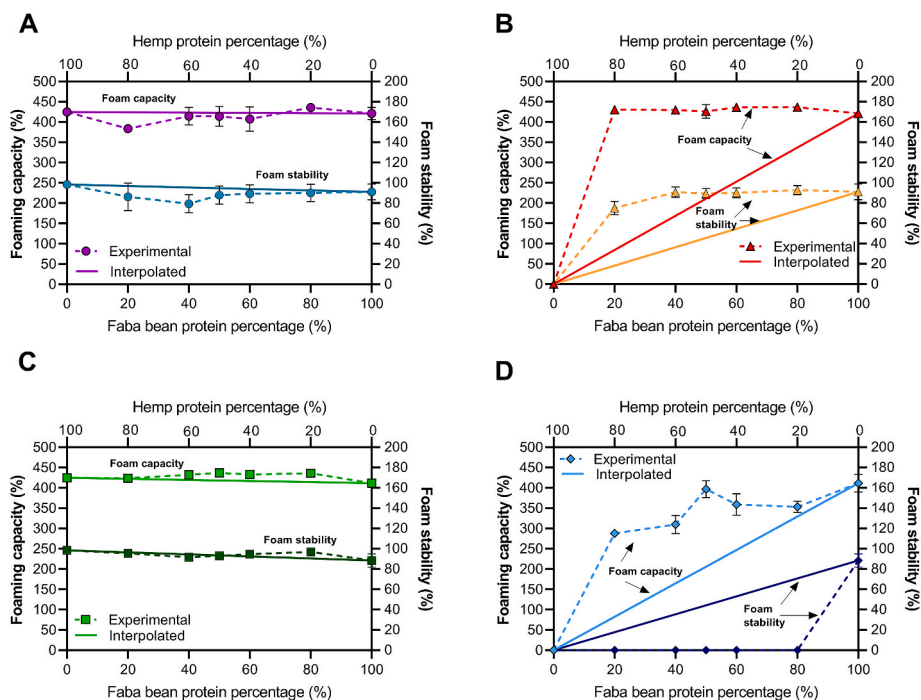 A
Hemp protein percentage (%)
100 80 60 40 20 0
Foaming capacity (%)
500
450
400
350
300
250
200
150
100
50
0
Foam capacity
Foam stability
Experimental
Interpolated
200
180
160
140
120
100
80
60
40
20
0
Foam stability (%)
0 20 40 60 80 100
Faba bean protein percentage (%)
B
Hemp protein percentage (%)
100 80 60 40 20 0
Foaming capacity (%)
500
450
400
350
300
250
200
150
100
50
0
Foam capacity
Foam
stability
Experimental
Interpolated
200
180
160
140
120
100
80
60
40
20
0
Foam stability (%)
0 20 40 60 80 100
Faba bean protein percentage (%)
C
Hemp protein percentage (%)
100 80 60 40 20 0
Foaming capacity (%)
500
450
400
350
300
250
200
150
100
50
0
Foam capacity
Foam stability
Experimental
Interpolated
200
180
160
140
120
100
80
60
40
20
0
Foam stability (%)
0 20 40 60 80 100
Faba bean protein percentage (%)
D
Hemp protein percentage (%)
100 80 60 40 20 0
Foaming capacity (%)
500
450
400
350
300
250
200
150
100
50
0
Experimental
Interpolated
Foam capacity
Foam
stability
200
180
160
140
120
100
80
60
40
20
0
Foam stability (%)
0 20 40 60 80 100
Faba bean protein percentage (%)